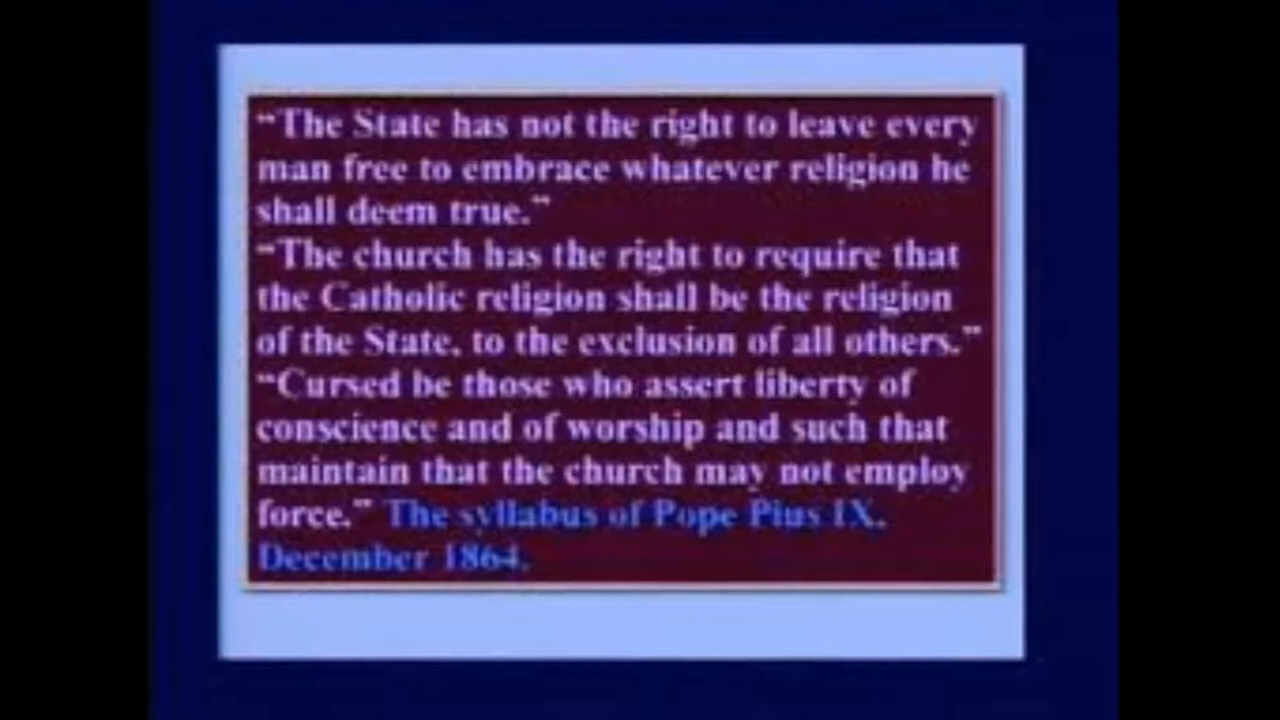 “The State has not the right to leave every
man free to embrace whatever religion he
shall deem true.”
“The church has the right to require that
the Catholic religion shall be the religion
of the State, to the exclusion of all others.”
“Cursed be those who assert liberty of
conscience and of worship and such that
maintain that the church may not employ
force.” The syllabus of Pope Pius IX.
December 1864.